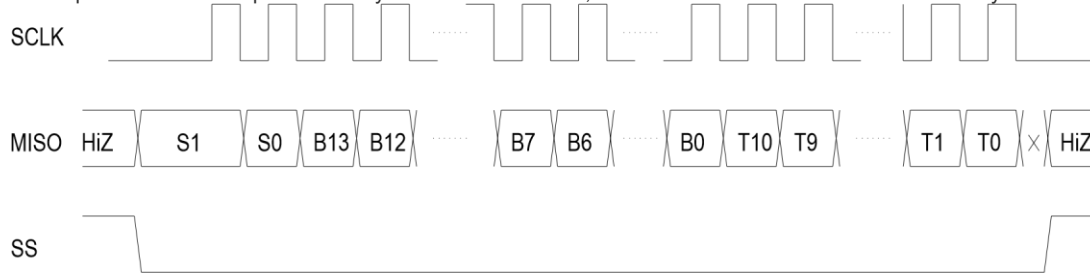 SCLK
MISO HiZ S1 S0 B13 B12 ........ B7 B6 ........ B0 T10 T9 ........ T1 T0 X HiZ
SS